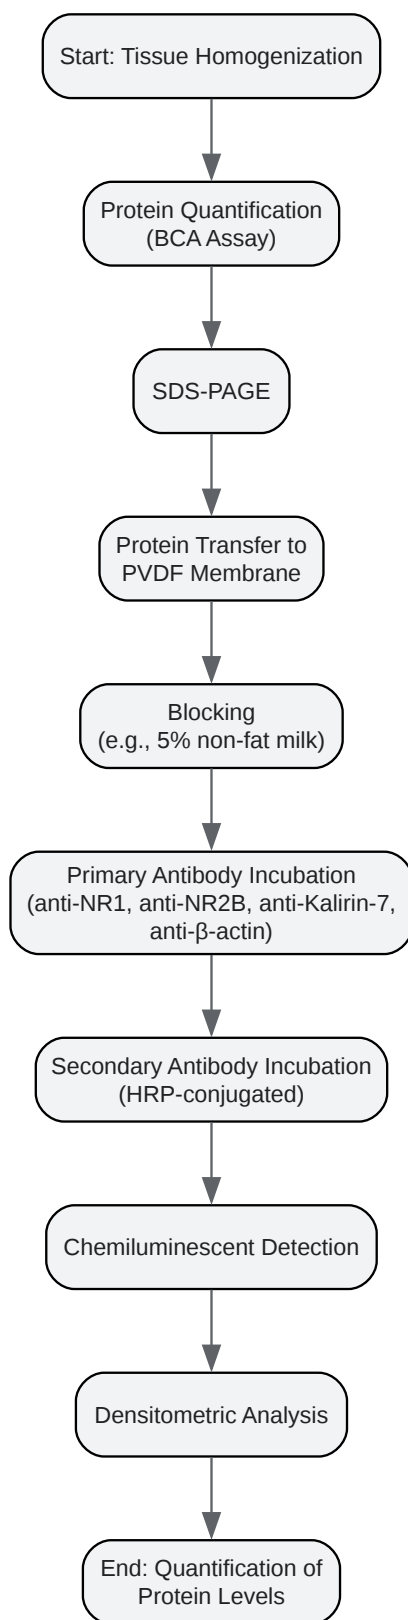 Start: Tissue Homogenization
Protein Quantification
(BCA Assay)
SDS-PAGE
Protein Transfer to
PVDF Membrane
Blocking
(e.g., 5% non-fat milk)
Primary Antibody Incubation
(anti-NR1, anti-NR2B, anti-Kalirin-7,
anti-β-actin)
Secondary Antibody Incubation
(HRP-conjugated)
Chemiluminescent Detection
Densitometric Analysis
End: Quantification of
Protein Levels